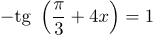 −tg (π/3 + 4x) = 1